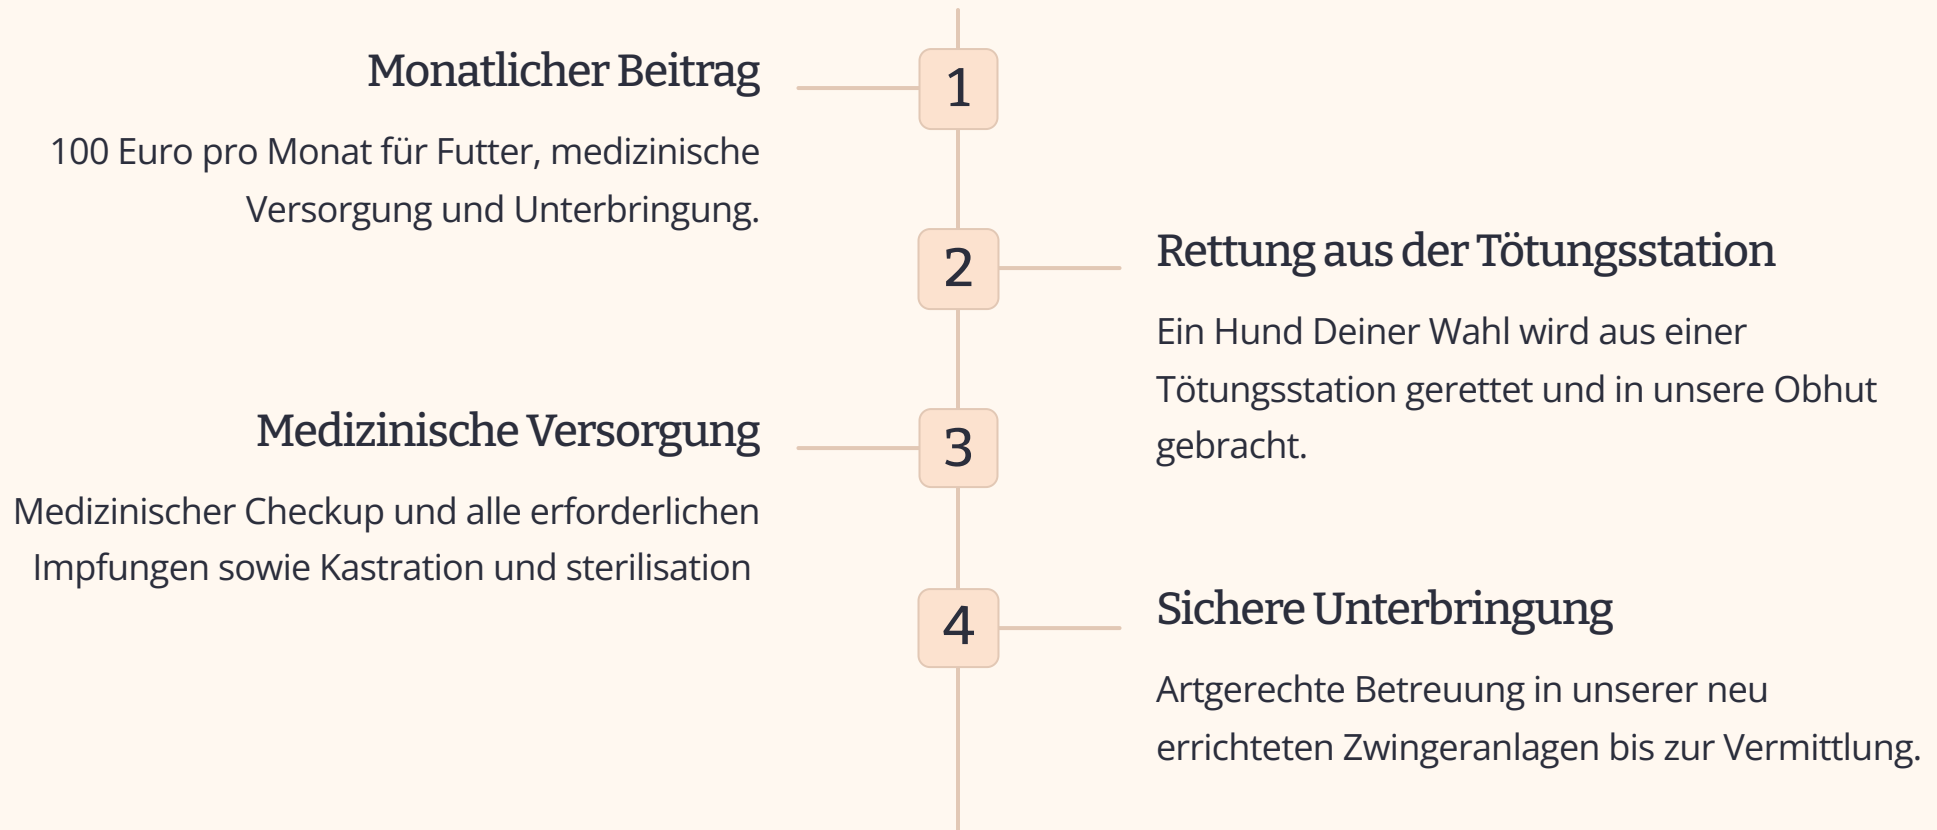 Monatlicher Beitrag
1
100 Euro pro Monat für Futter, medizinische
Versorgung und Unterbringung.
2
Rettung aus der Tötungsstation
Ein Hund Deiner Wahl wird aus einer
Tötungsstation gerettet und in unsere Obhut
gebracht.
Medizinische Versorgung
3
Medizinischer Checkup und alle erforderlichen
Impfungen sowie Kastration und sterilisation
4
Sichere Unterbringung
Artgerechte Betreuung in unserer neu
errichteten Zwingeranlagen bis zur Vermittlung.